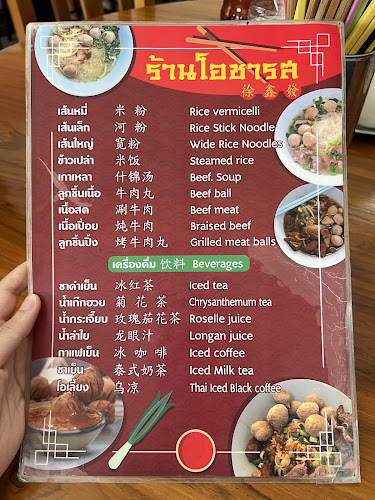 ร้านโอชารส
徐鑫發
เส้นหมี่ 米 粉 Rice vermicelli
เส้นเล็ก 河 粉 Rice Stick Noodle
เส้นใหญ่ 宽粉 Wide Rice Noodles
ข้าวเปล่า 米饭 Steamed rice
เกาเหลา 什锦汤 Beef. Soup
ลูกชิ้นเนื้อ 牛肉丸 Beef ball
เนื้อสด 涮牛肉 Beef meat
เนื้อเปื่อย 炖牛肉 Braised beef
ลูกชิ้นปิ้ง 烤牛肉丸 Grilled meat balls
เครื่องดื่ม 饮料 Beverages
ชาดำเย็น 冰红茶 Iced tea
น้ำเก๊กฮวย 菊 花 茶 Chrysanthemum tea
น้ำกระเจี๊ยบ 玫瑰茄花茶 Roselle juice
น้ำลำไย 龙眼汁 Longan juice
กาแฟเย็น 冰 咖 啡 Iced coffee
ชาเย็น 泰式奶茶 Iced Milk tea
โอเลี้ยง 乌凉 Thai Iced Black coffee